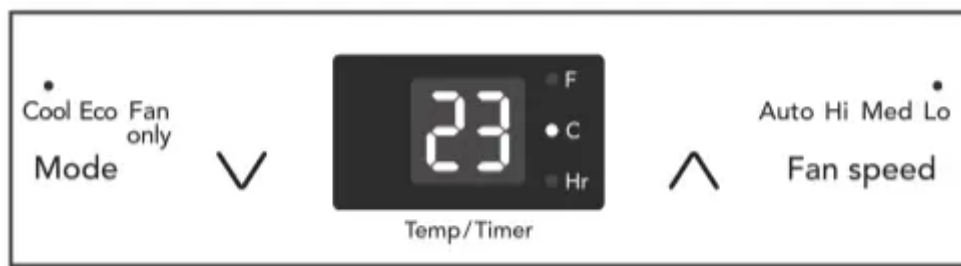 Cool Eco Fan only
Mode
23
F
C
Hr
Temp/Timer
Auto Hi Med Lo
Fan speed